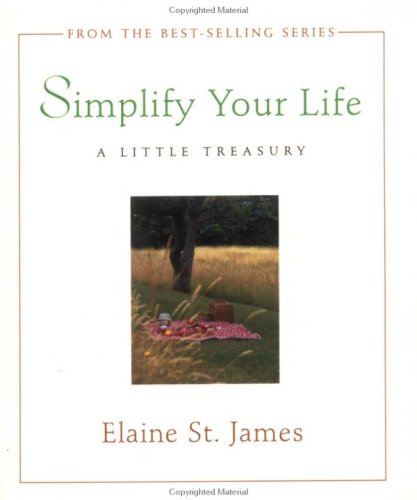 Copyrighted Material
FROM THE BEST-SELLING SERIES
Simplify Your Life
A LITTLE TREASURY
Elaine St. James
Copyrighted Material